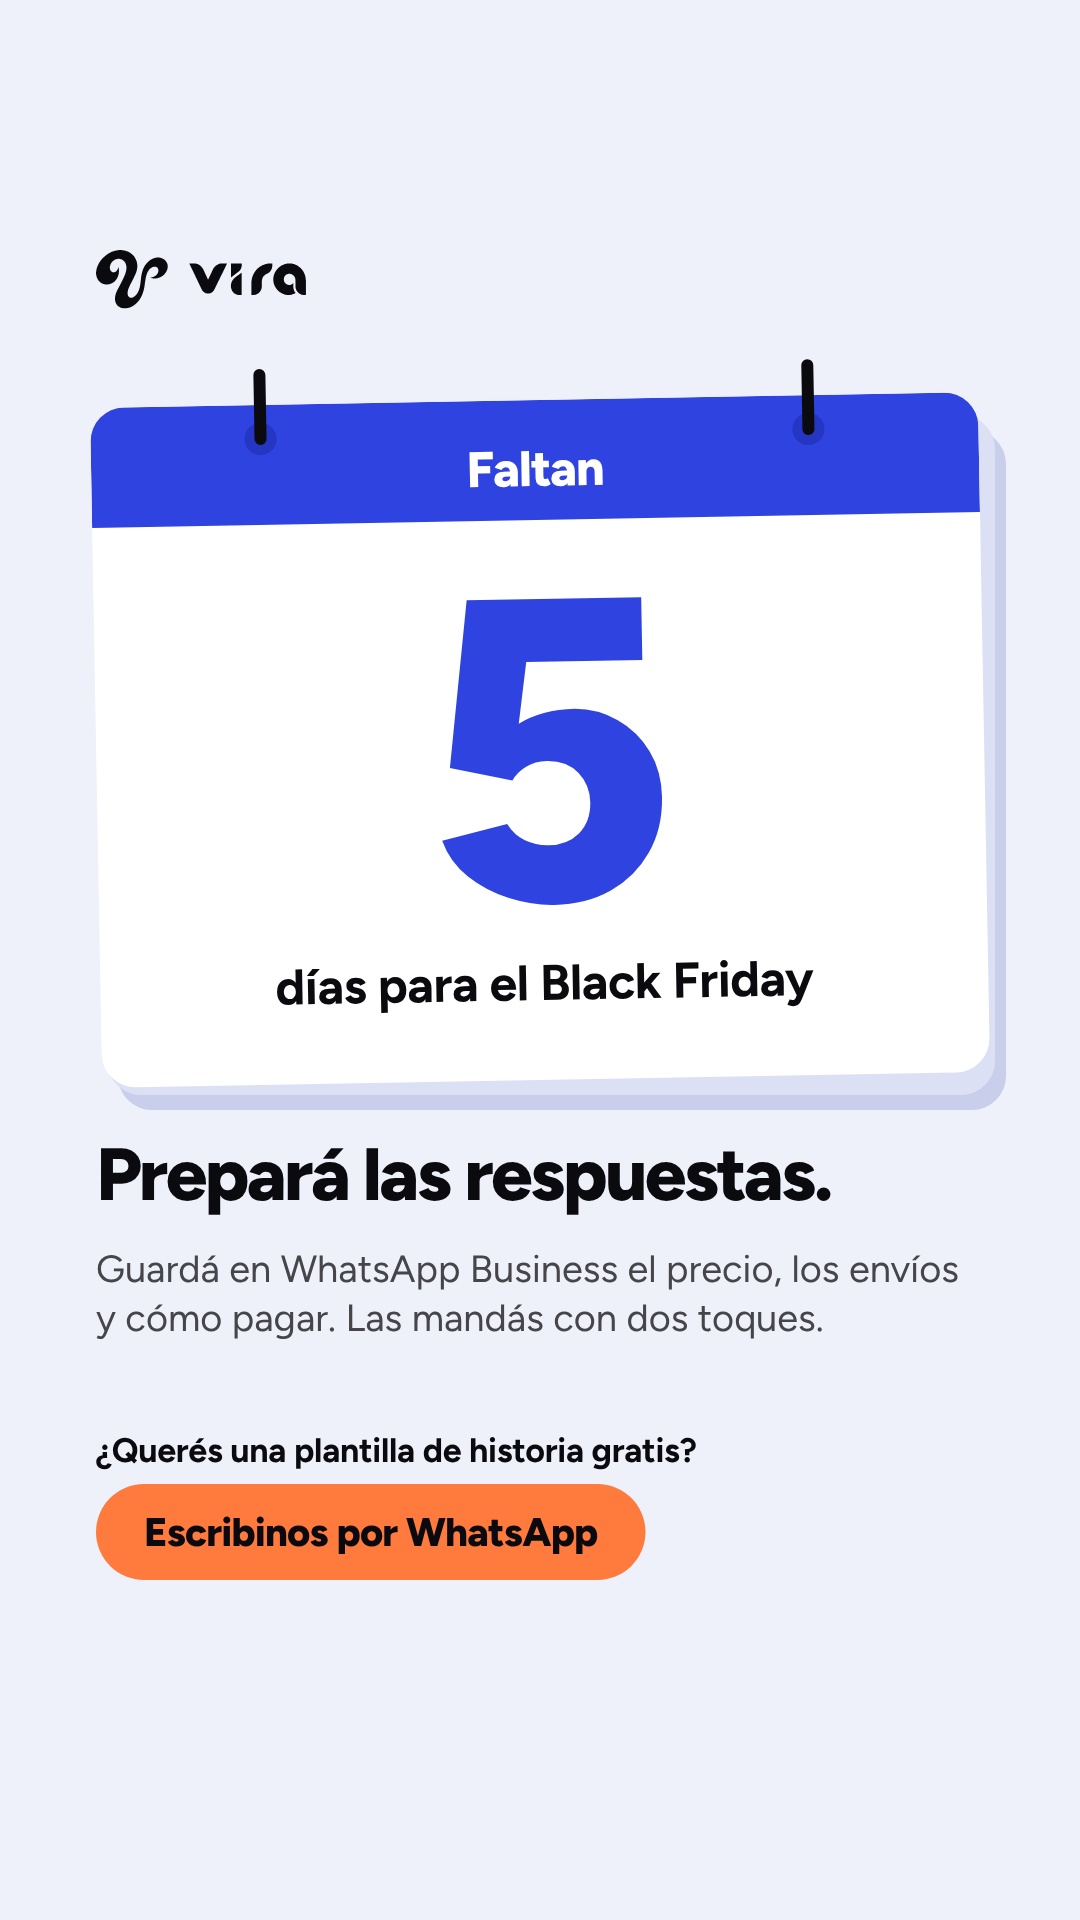 vira
Faltan
5
días para el Black Friday
Prepará las respuestas.
Guardá en WhatsApp Business el precio, los envíos
y cómo pagar. Las mandás con dos toques.
¿Querés una plantilla de historia gratis?
Escribinos por WhatsApp